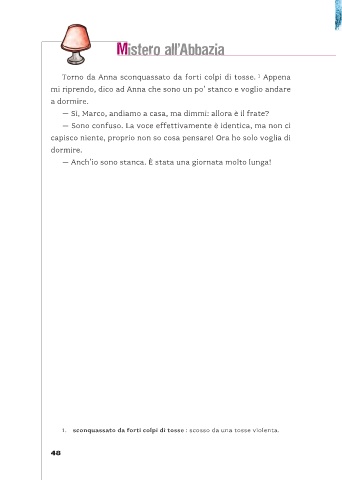 Mistero all'Abbazia
Torno da Anna sconquassato da forti colpi di tosse. 1 Appena
mi riprendo, dico ad Anna che sono un po' stanco e voglio andare
a dormire.
— Sì, Marco, andiamo a casa, ma dimmi: allora è il frate?
— Sono confuso. La voce effettivamente è identica, ma non ci
capisco niente, proprio non so cosa pensare! Ora ho solo voglia di
dormire.
— Anch'io sono stanca. È stata una giornata molto lunga!
1. sconquassato da forti colpi di tosse : scosso da una tosse violenta.
48